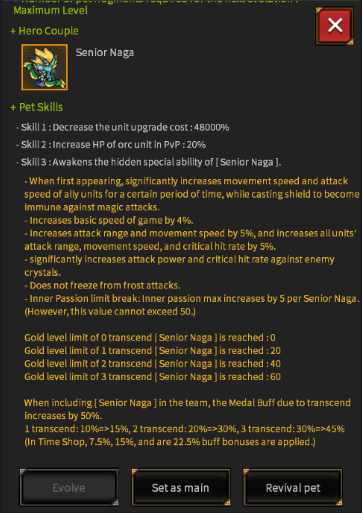 Maximum Level
+ Hero Couple
Senior Naga
+ Pet Skills
- Skill 1 : Decrease the unit upgrade cost : 48000%
- Skill 2 : Increase HP of orc unit in PvP : 20%
- Skill 3 : Awakens the hidden special ability of [ Senior Naga ].
- When first appearing, significantly increases movement speed and attack
speed of ally units for a certain period of time, while casting shield to become
immune against magic attacks.
- Increases basic speed of game by 4%.
- Increases attack range and movement speed by 5%, and increases all units'
attack range, movement speed, and critical hit rate by 5%.
- significantly increases attack power and critical hit rate against enemy
crystals.
- Does not freeze from frost attacks.
- Inner Passion limit break: Inner passion max increases by 5 per Senior Naga.
(However, this value cannot exceed 50.)
Gold level limit of 0 transcend [ Senior Naga ] is reached : 0
Gold level limit of 1 transcend [ Senior Naga ] is reached : 20
Gold level limit of 2 transcend [ Senior Naga ] is reached : 40
Gold level limit of 3 transcend [ Senior Naga ] is reached : 60
When including [ Senior Naga ] in the team, the Medal Buff due to transcend
increases by 50%.
1 transcend: 10%=>15%, 2 transcend: 20%=>30%, 3 transcend: 30%=>45%
(In Time Shop, 7.5%, 15%, and are 22.5% buff bonuses are applied.)
Evolve
Set as main
Revival pet